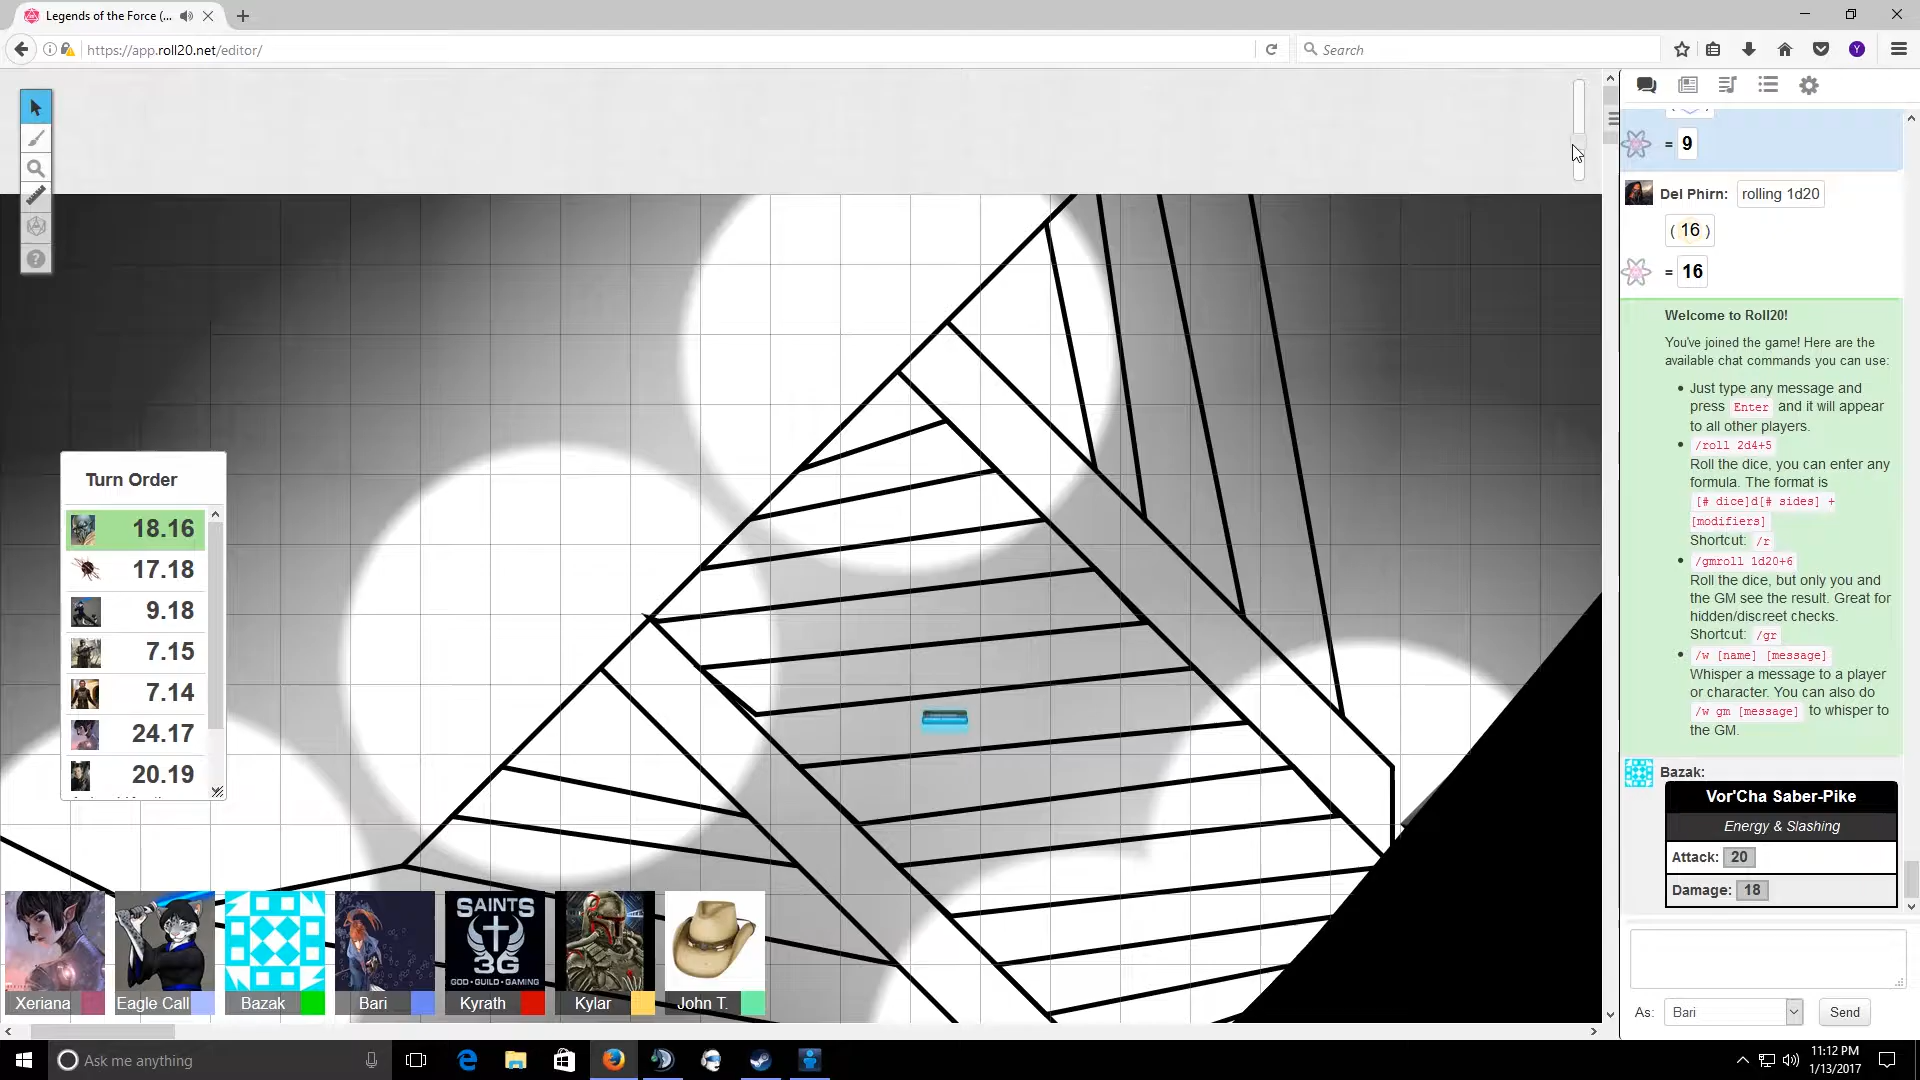 Legends of the Force (...
https://app.roll20.net/editor/
Search
Y
= 9
Del Phirn: rolling 1d20
( 16 )
= 16
Welcome to Roll20!
You've joined the game! Here are the
available chat commands you can use:
• Just type any message and
press Enter and it will appear
to all other players.
• /roll 2d4+5
Roll the dice, you can enter any
formula. The format is
[# dice]d[# sides] +
[modifiers]
Shortcut: /r
• /gmroll 1d20+6
Roll the dice, but only you and
the GM see the result. Great for
hidden/discreet checks.
Shortcut: /gr
• /w [name] [message]
Whisper a message to a player
or character. You can also do
/w gm [message] to whisper to
the GM.
Bazak:
Vor'Cha Saber-Pike
Energy & Slashing
Attack: 20
Damage: 18
As: Bari Send
Turn Order
18.16
17.18
9.18
7.15
7.14
24.17
20.19
SAINTS
3G
GOD • GUILD • GAMING
Xeriana Eagle Call Bazak Bari Kyrath Kylar John T.
Ask me anything
11:12 PM
1/13/2017